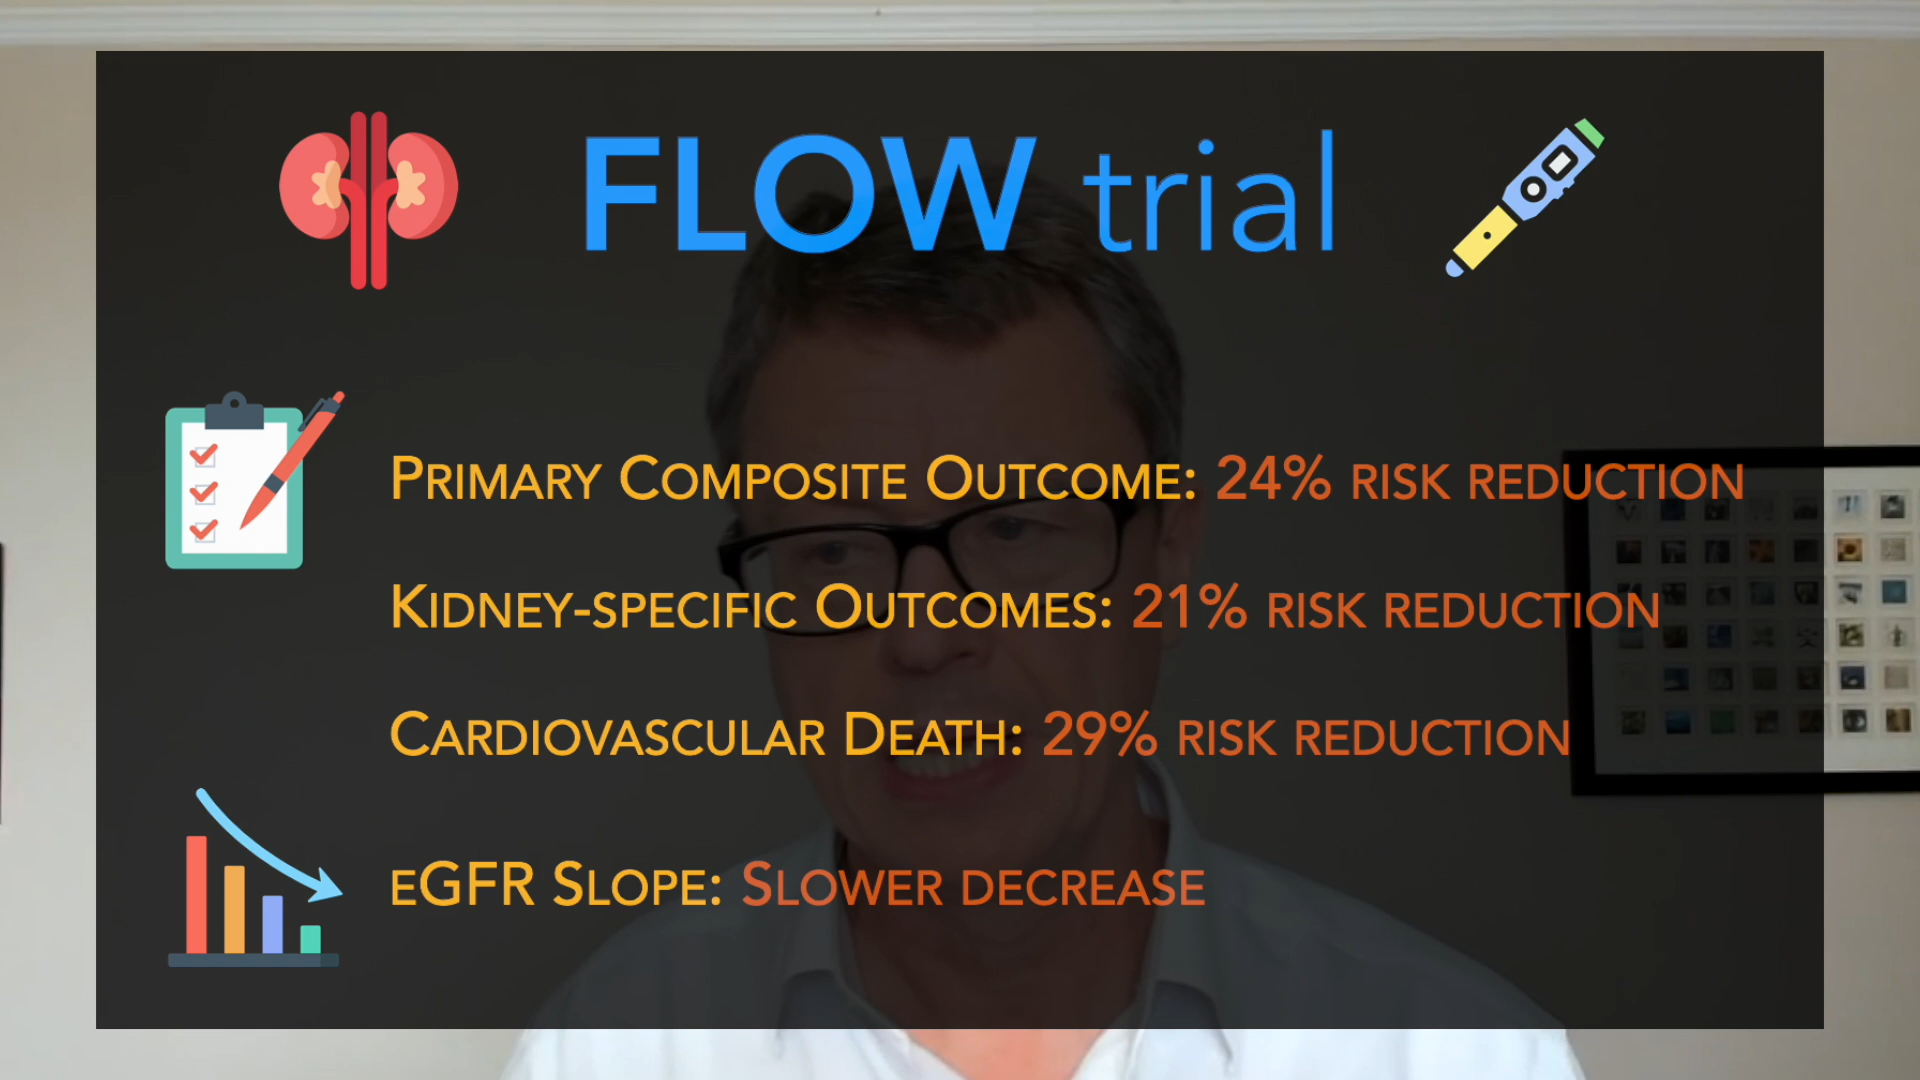 FLOW trial
Primary Composite Outcome: 24% risk reduction
Kidney-specific Outcomes: 21% risk reduction
Cardiovascular Death: 29% risk reduction
eGFR Slope: Slower decrease